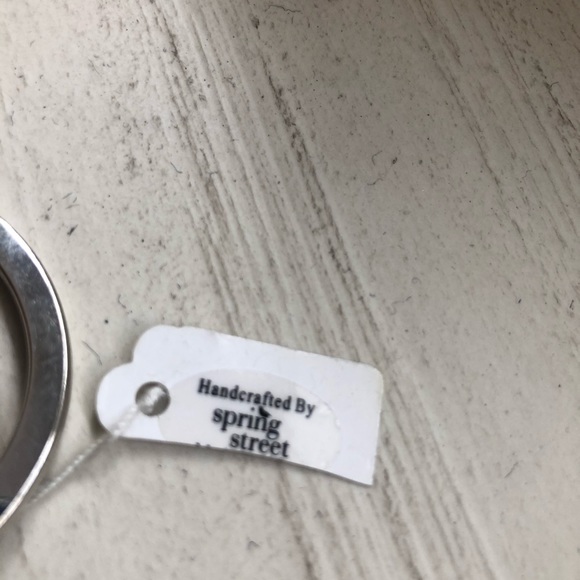 Handcrafted By
spring
street